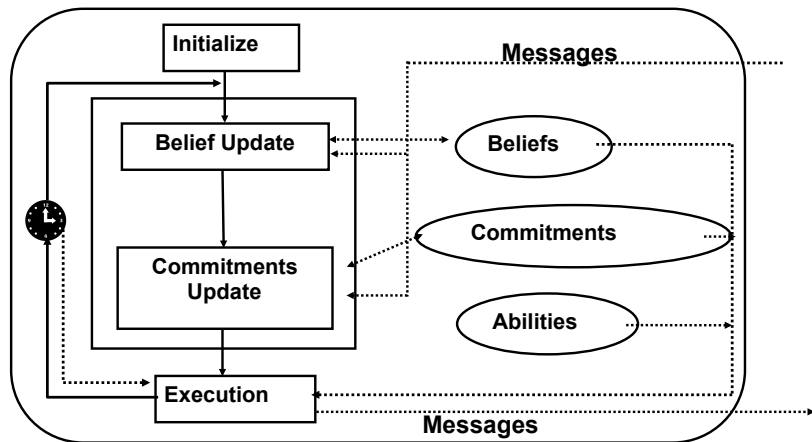 Initialize
Messages
Belief Update
Beliefs
Commitments
Commitments
Update
Abilities
Execution
Messages